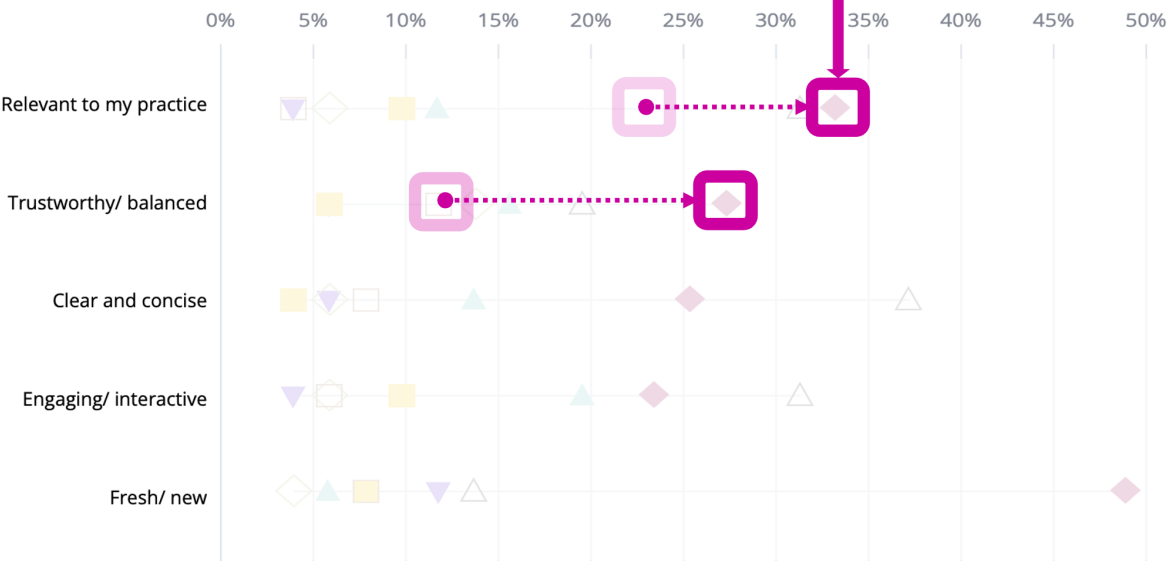 0% 5% 10% 15% 20% 25% 30% 35% 40% 45% 50%
Relevant to my practice
Trustworthy/ balanced
Clear and concise
Engaging/ interactive
Fresh/ new